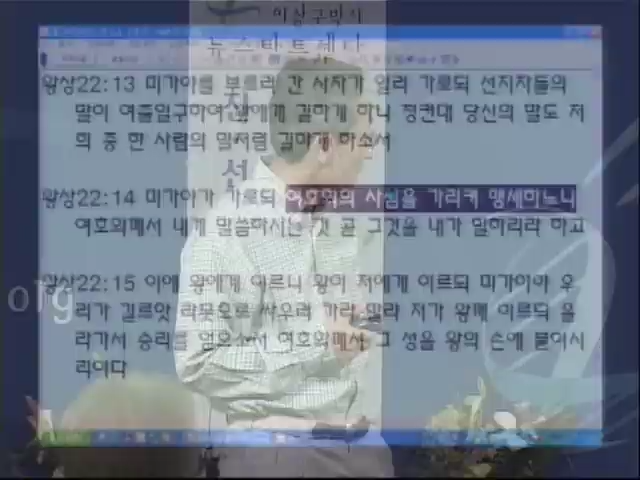 이상구박사
뉴스타트센타
왕상22:13 미가야를 부르러 간 사자가 일러 가로되 선지자들의
말이 여출일구하여 왕에게 길하게 하니 청컨대 당신의 말도 저
희 중 한 사람의 말처럼 길하게 하소서
왕상22:14 미가야가 가로되 여호와의 사심을 가리켜 맹세하노니
여호와께서 내게 말씀하시는 것 곧 그것을 내가 말하리라 하고
왕상22:15 이에 왕에게 이르니 왕이 저에게 이르되 미가야야 우
리가 길르앗 라못으로 싸우러 가랴 말랴 저가 왕께 이르되 올
라가서 승리를 얻으소서 여호와께서 그 성을 왕의 손에 붙이시
리이다
org